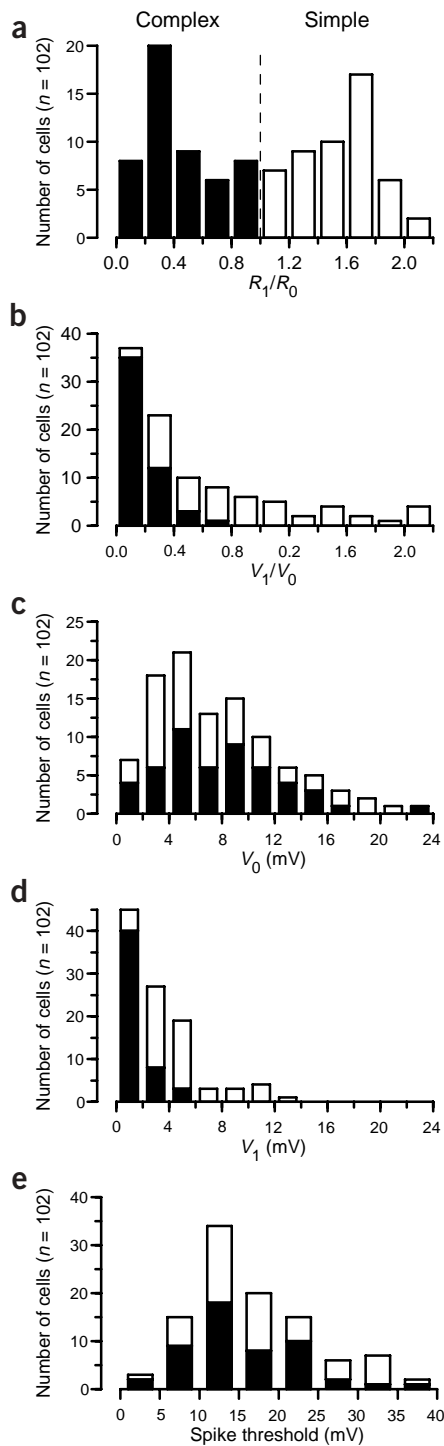 a
Complex Simple
Number of cells (n = 102)
20
15
10
5
0
0.0 0.4 0.8 1.2 1.6 2.0
R1/R0
b
Number of cells (n = 102)
40
30
20
10
0
0.0 0.4 0.8 0.2 1.6 2.0
V1/V0
c
Number of cells (n = 102)
25
20
15
10
5
0
0 4 8 12 16 20 24
V0 (mV)
d
Number of cells (n = 102)
40
30
20
10
0
0 4 8 12 16 20 24
V1 (mV)
e
Number of cells (n = 102)
40
30
20
10
0
0 5 10 15 20 25 30 35 40
Spike threshold (mV)